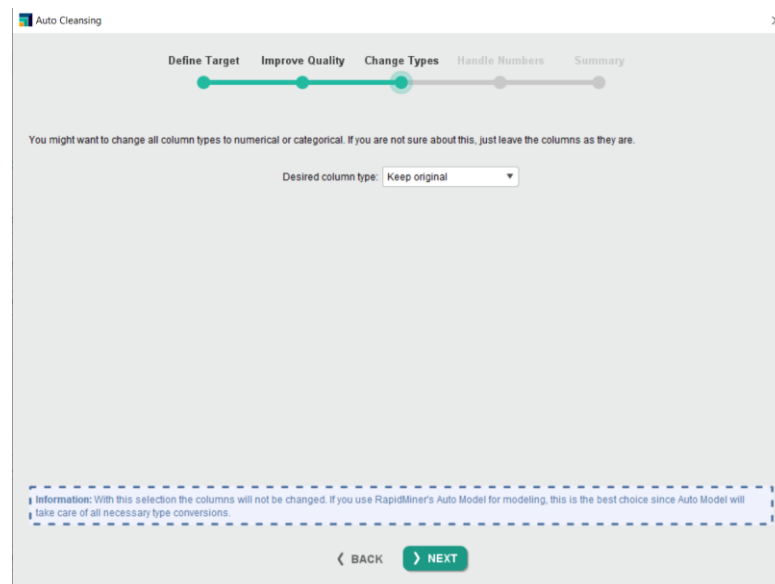 Auto Cleansing
Define Target Improve Quality Change Types Handle Numbers Summary
You might want to change all column types to numerical or categorical. If you are not sure about this, just leave the columns as they are.
Desired column type: Keep original
Information: With this selection the columns will not be changed. If you use RapidMiner's Auto Model for modeling, this is the best choice since Auto Model will
take care of all necessary type conversions.
BACK NEXT